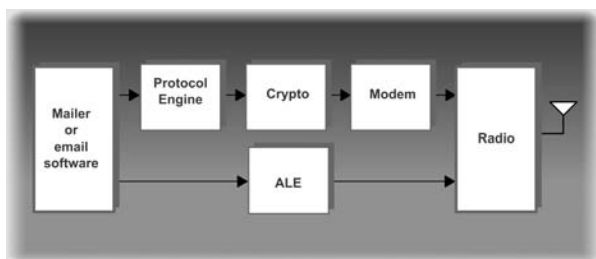 Mailer
or
email
software
Protocol
Engine
Crypto
Modem
Radio
ALE